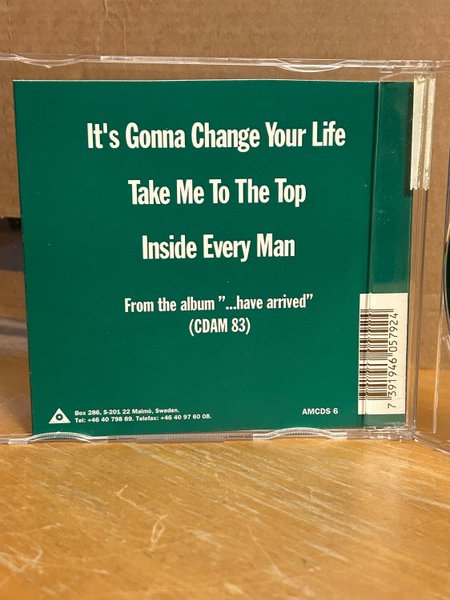 It's Gonna Change Your Life
Take Me To The Top
Inside Every Man
From the album "...have arrived"
(CDAM 83)
Box 286, S-201 22 Malmö, Sweden.
Tel: +46 40 798 89. Telefax: +46 40 97 60 08.
AMCDS 6
7 391946 057924